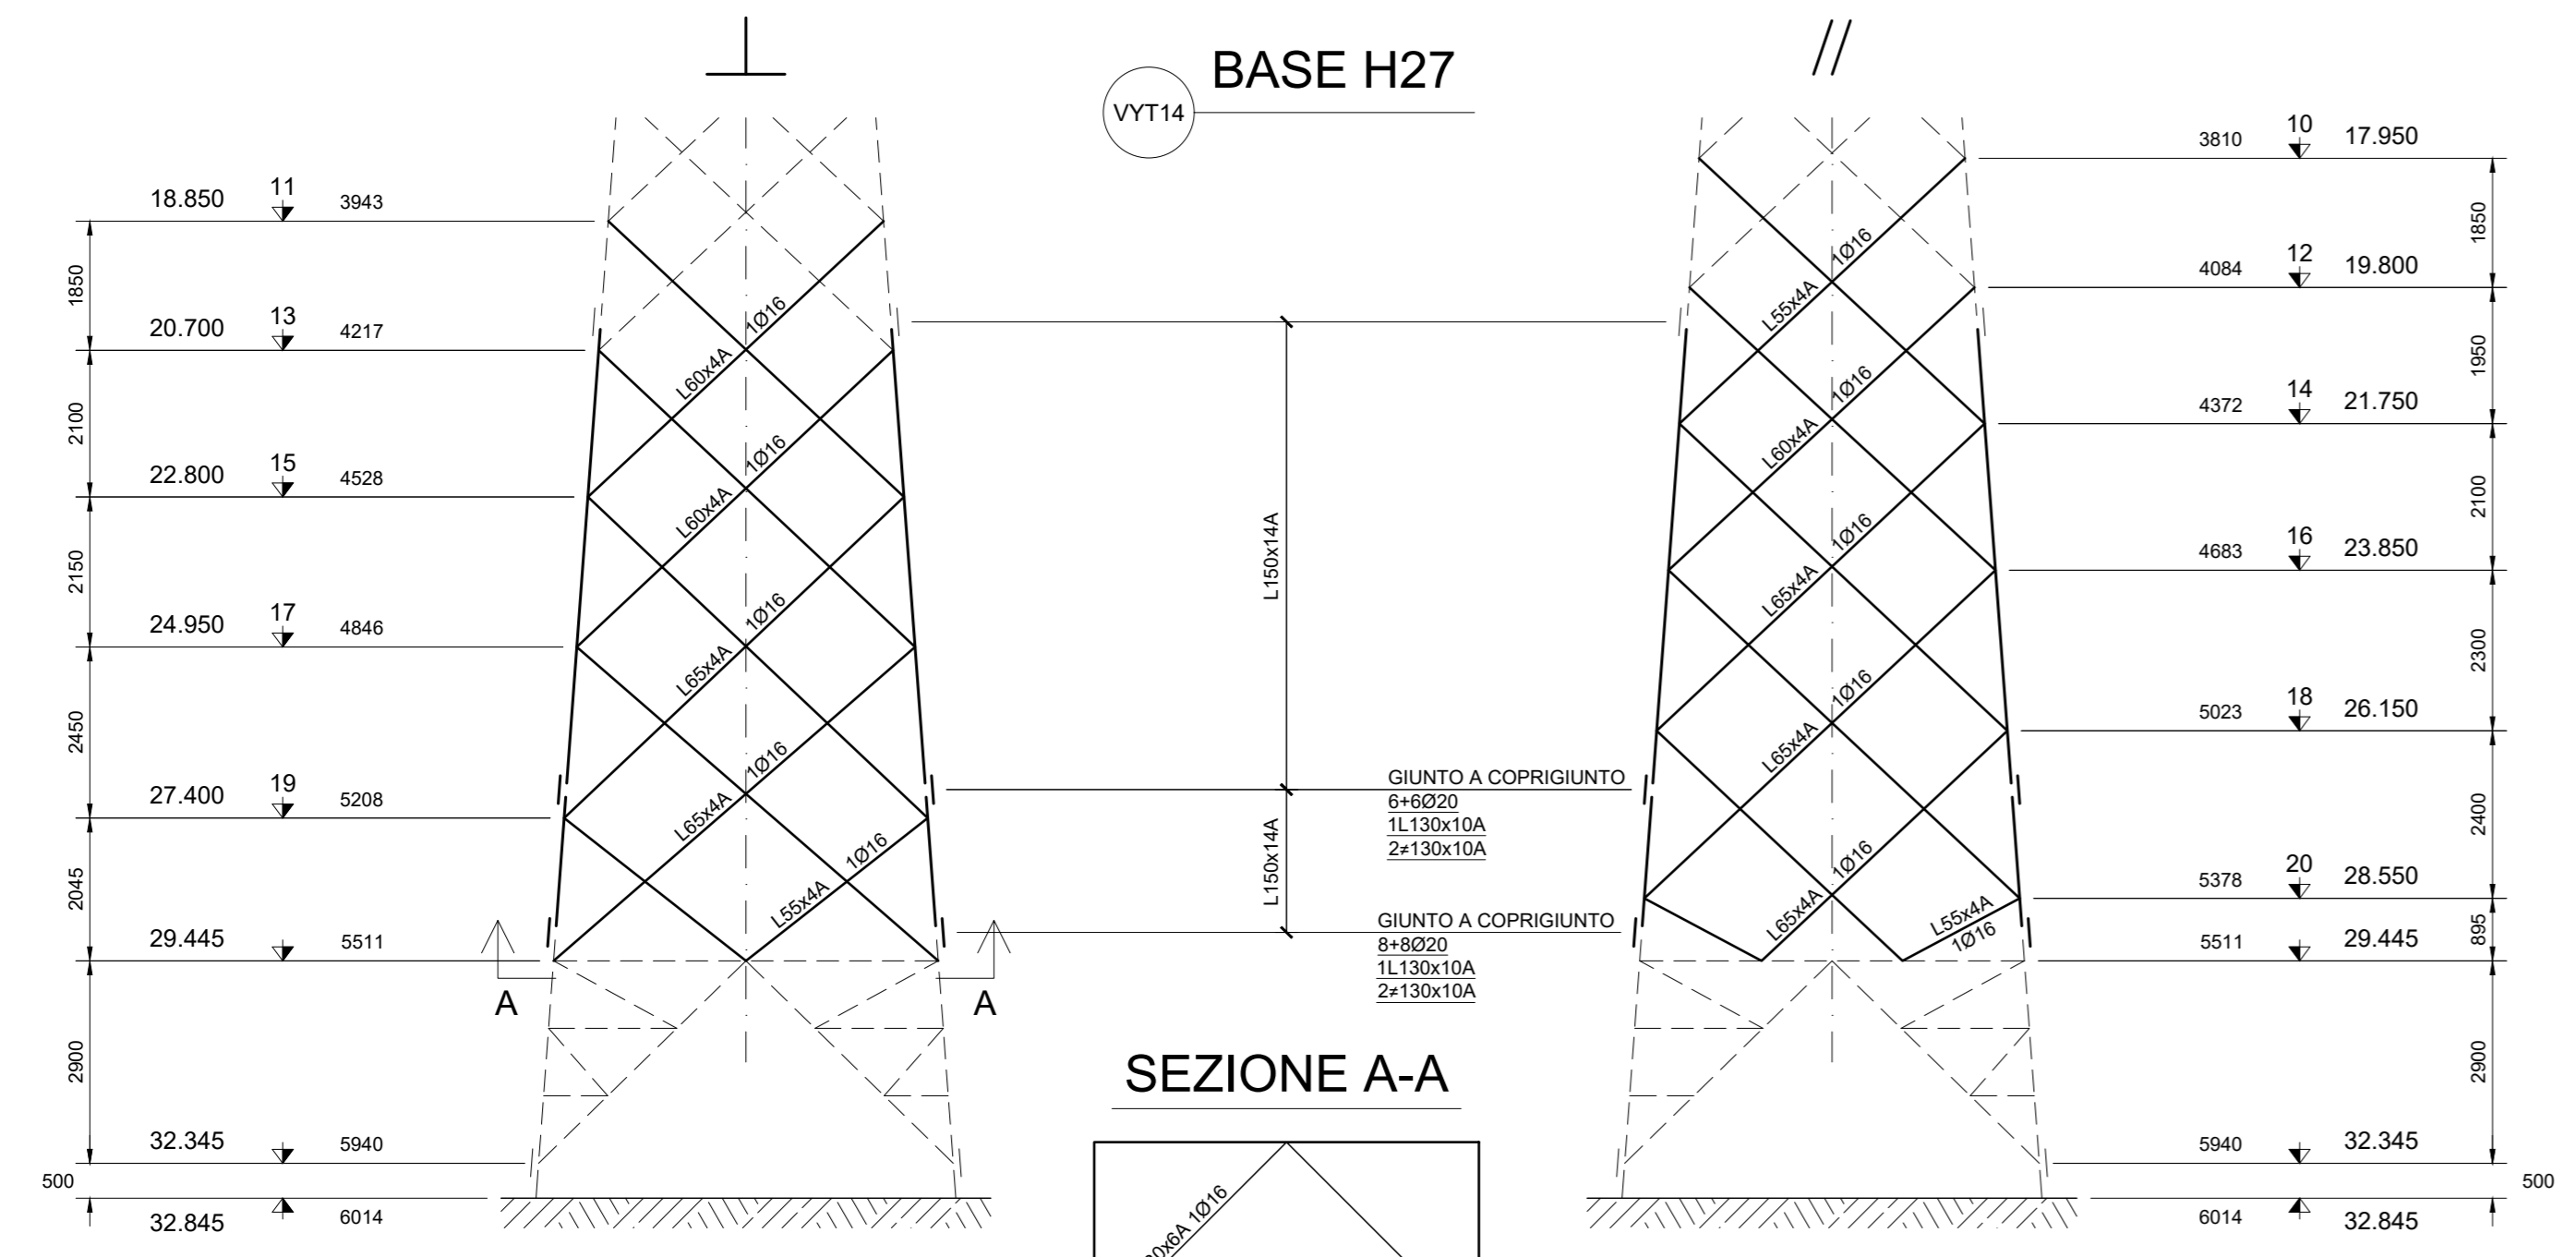 BASE H27
VYT14
18.850 11 3943
1850
20.700 13 4217
2100
22.800 15 4528
2150
24.950 17 4846
2450
27.400 19 5208
2045
29.445 5511
2900
32.345 5940
500
32.845 6014
1Ø16
L60x4A
1Ø16
L60x4A
1Ø16
L65x4A
1Ø16
L65x4A
1Ø16
L55x4A
A A
L150x14A
L150x14A
GIUNTO A COPRIGIUNTO
6+6Ø20
1L130x10A
2≠130x10A
GIUNTO A COPRIGIUNTO
8+8Ø20
1L130x10A
2≠130x10A
1Ø16
L55x4A
1Ø16
L60x4A
1Ø16
L65x4A
1Ø16
L65x4A
1Ø16
L65x4A
L55x4A
1Ø16
3810 10 17.950
1850
4084 12 19.800
1950
4372 14 21.750
2100
4683 16 23.850
2300
5023 18 26.150
2400
5378 20 28.550
895
5511 29.445
2900
5940 32.345
500
6014 32.845
SEZIONE A-A
1Ø16